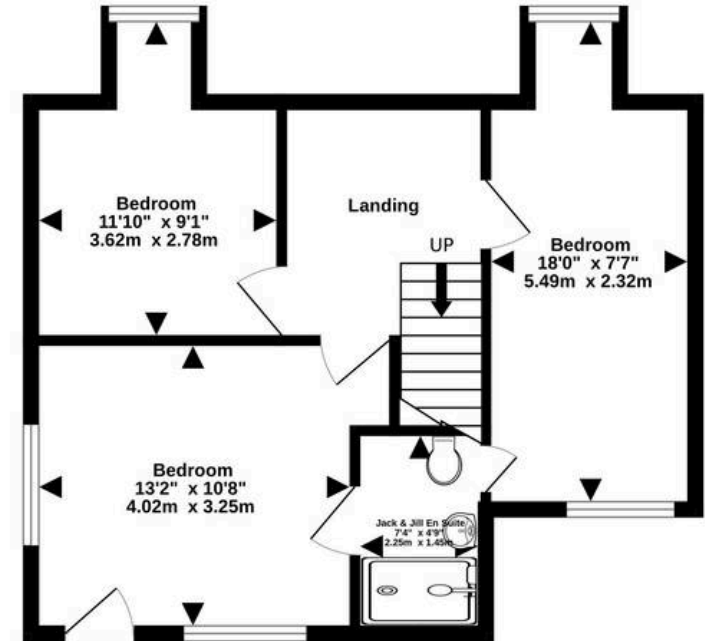 Bedroom
11'10" x 9'1"
3.62m x 2.78m
Landing
UP
Bedroom
18'0" x 7'7"
5.49m x 2.32m
Bedroom
13'2" x 10'8"
4.02m x 3.25m
Jack & Jill En Suite
7'4" x 4'9"
2.25m x 1.45m